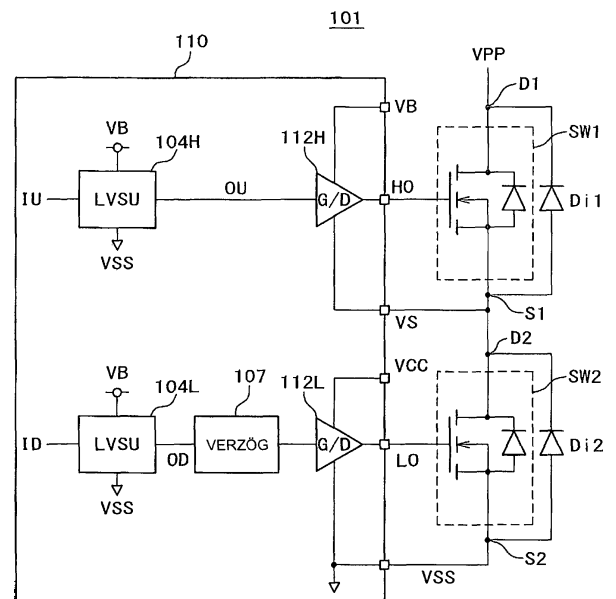 101
110
VPP
D1
VB
SW1
VB
104H
112H
IU
LVSU
OU
G/D
HO
Di1
VSS
VS
S1
D2
VCC
SW2
VB
104L
107
112L
ID
LVSU
OD
VERZÖG
G/D
LO
Di2
VSS
VSS
S2